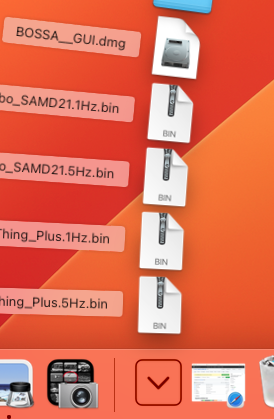 BOSSA__GUI.dmg
bo_SAMD21.1Hz.bin
BIN
o_SAMD21.5Hz.bin
BIN
Thing_Plus.1Hz.bin
BIN
hing_Plus.5Hz.bin
BIN